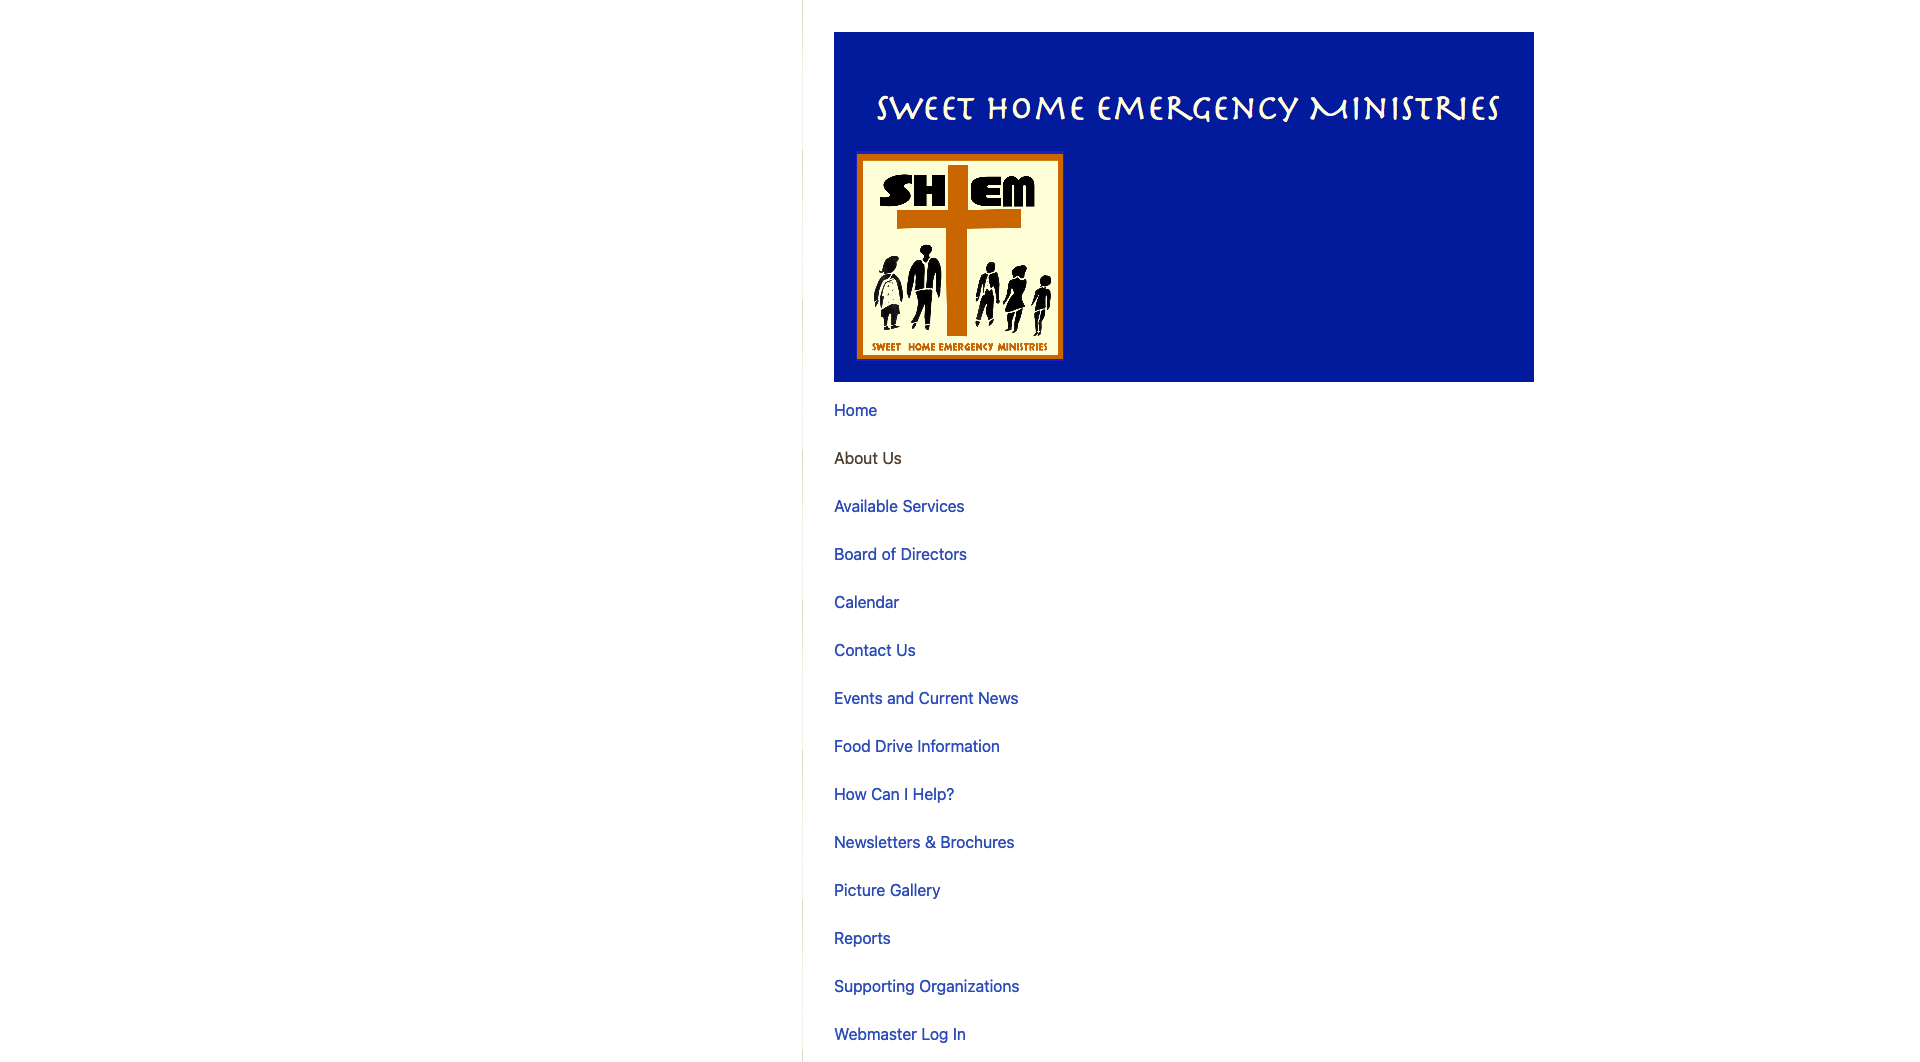 Sweet Home Emergency Ministries
SH EM
SWEET HOME EMERGENCY MINISTRIES
Home
About Us
Available Services
Board of Directors
Calendar
Contact Us
Events and Current News
Food Drive Information
How Can I Help?
Newsletters & Brochures
Picture Gallery
Reports
Supporting Organizations
Webmaster Log In